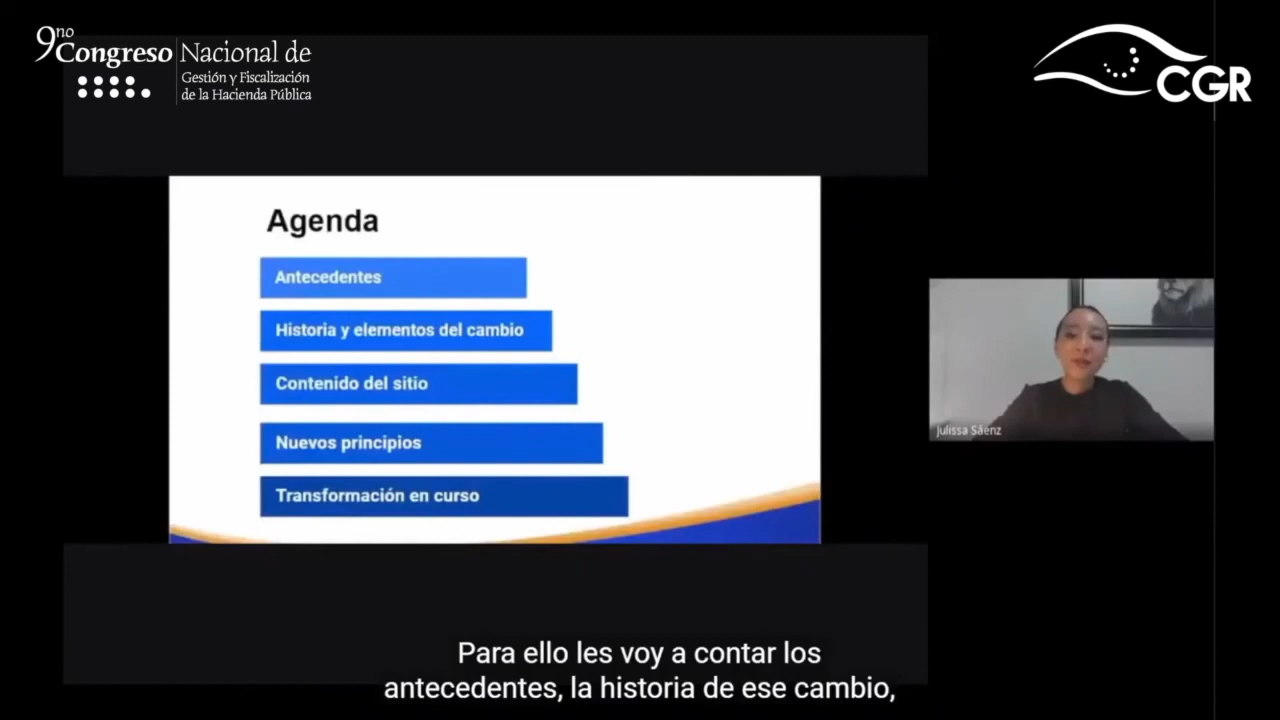 9no
Congreso
Nacional de
Gestión y Fiscalización
de la Hacienda Pública
CGR
Agenda
Antecedentes
Historia y elementos del cambio
Contenido del sitio
Nuevos principios
Transformación en curso
Julissa Sáenz
Para ello les voy a contar los
antecedentes, la historia de ese cambio,